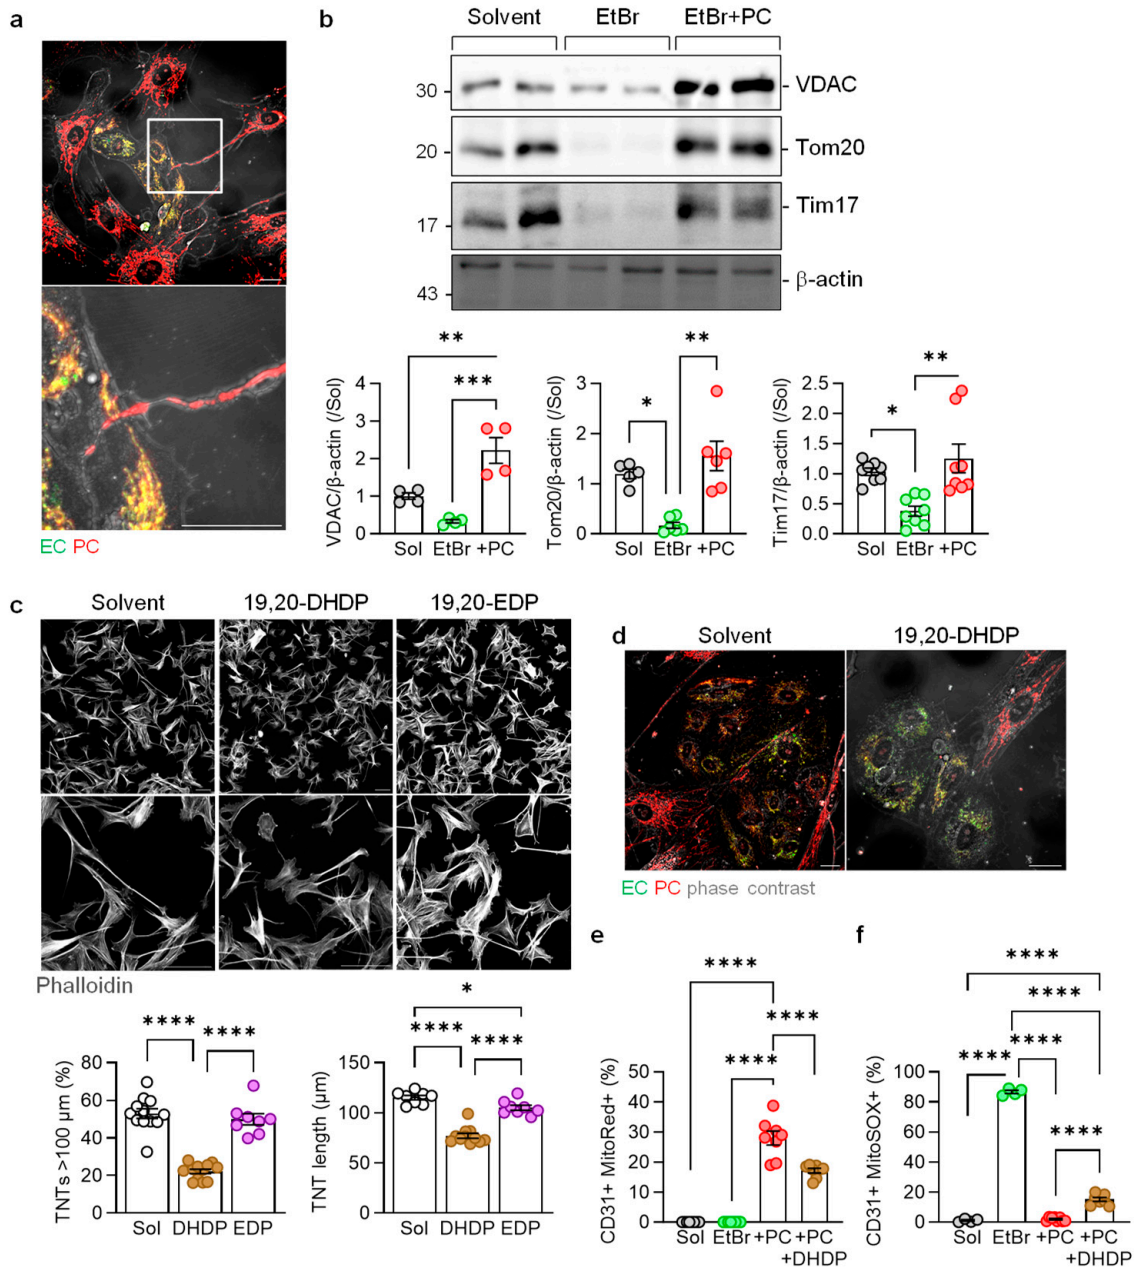 a
EC PC
b
Solvent EtBr EtBr+PC
30 - - VDAC
20 - - Tom20
17 - - Tim17
43 - - β-actin
** *** VDAC/β-actin (/Sol) 4 3 2 1 0 Sol EtBr +PC
* ** Tom20/β-actin (/Sol) 3 2 1 0 Sol EtBr +PC
* ** Tim17/β-actin (/Sol) 2.5 2.0 1.5 1.0 0.5 0.0 Sol EtBr +PC
c
Solvent 19,20-DHDP 19,20-EDP
Phalloidin
**** **** TNTs >100 µm (%) 80 60 40 20 0 Sol DHDP EDP
* **** **** TNT length (µm) 150 100 50 0 Sol DHDP EDP
d
Solvent 19,20-DHDP
EC PC phase contrast
e
**** **** **** CD31+ MitoRed+ (%) 50 40 30 20 10 0 Sol EtBr +PC +PC
+DHDP
f
**** **** **** **** **** CD31+ MitoSOX+ (%) 100 80 60 40 20 0 Sol EtBr +PC +PC
+DHDP